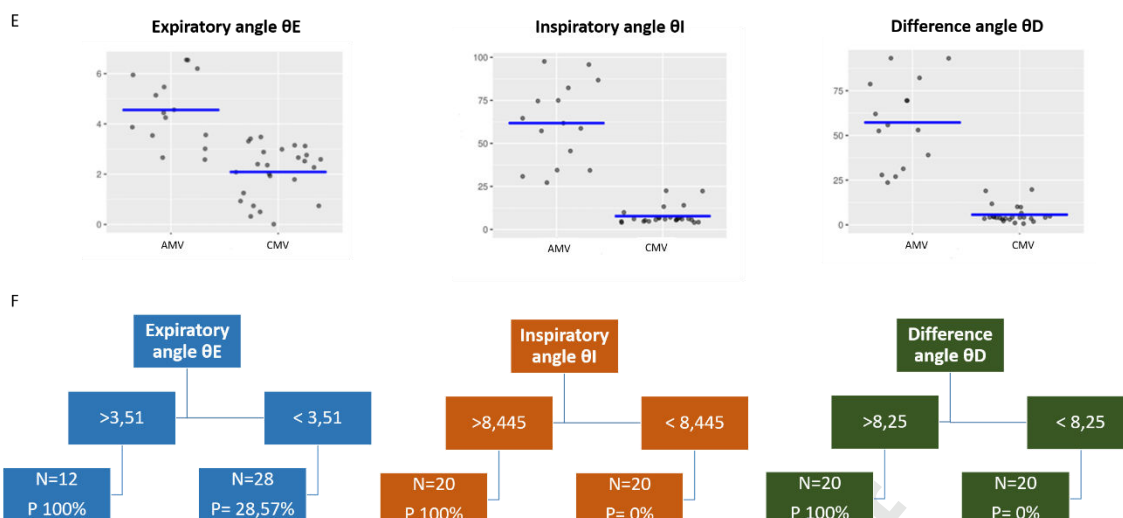 E
Expiratory angle θE
Inspiratory angle θI
Difference angle θD
6
4
2
0
AMV
CMV
100
75
50
25
0
AMV
CMV
75
50
25
0
AMV
CMV
F
Expiratory
angle θE
>3,51
< 3,51
N=12
P 100%
N=28
P= 28,57%
Inspiratory
angle θI
>8,445
< 8,445
N=20
P 100%
N=20
P= 0%
Difference
angle θD
>8,25
< 8,25
N=20
P 100%
N=20
P= 0%